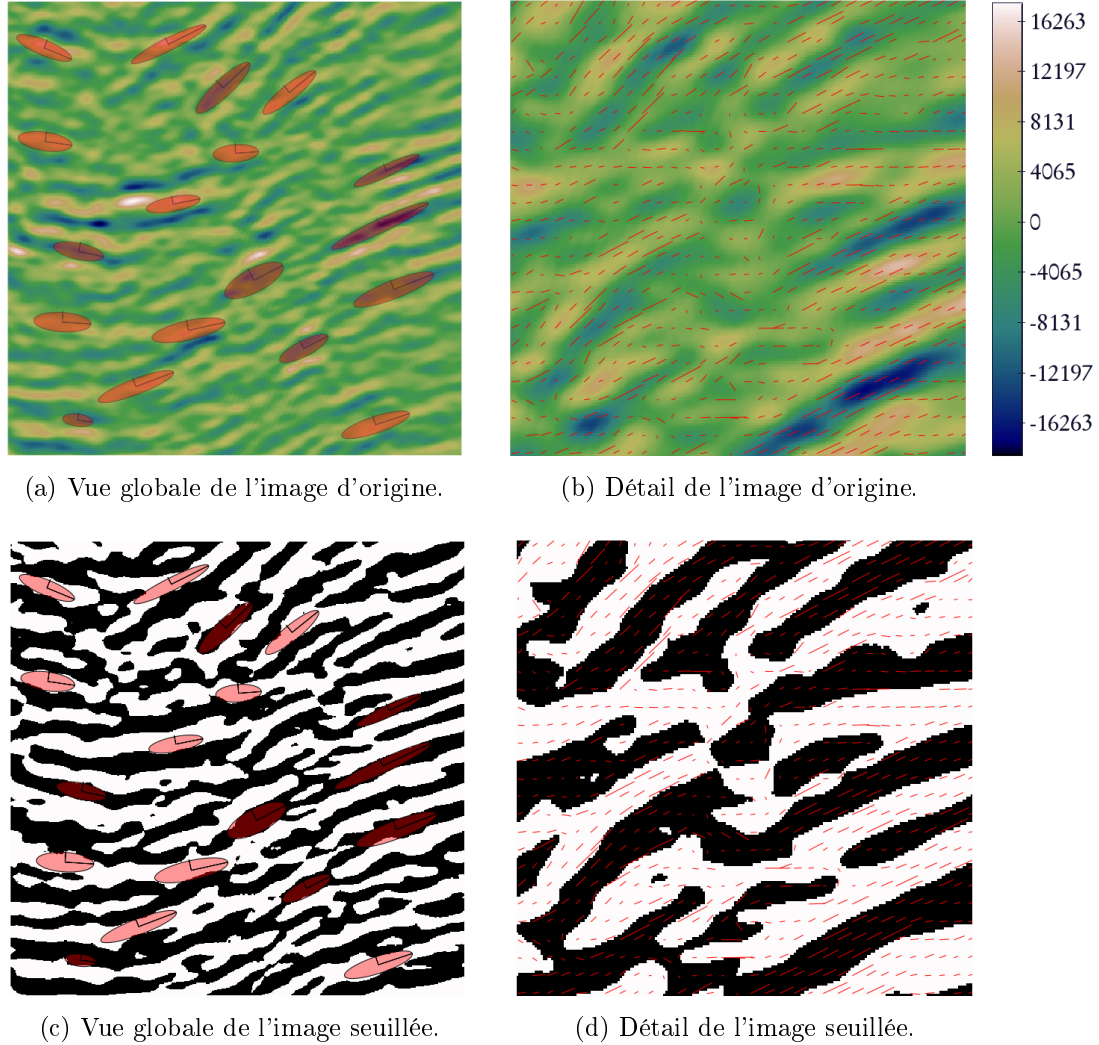 16263
12197
8131
4065
0
-4065
-8131
-12197
-16263
(a) Vue globale de l'image d'origine.
(b) Détail de l'image d'origine.
(c) Vue globale de l'image seuillée.
(d) Détail de l'image seuillée.